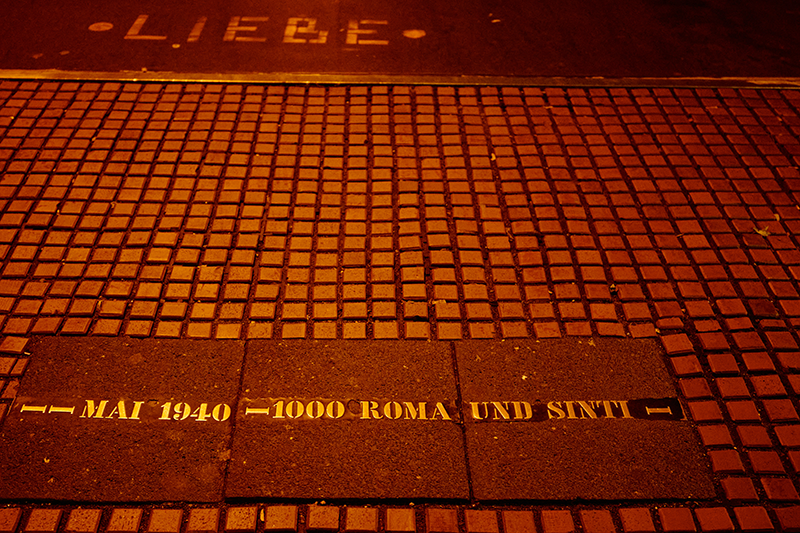 LIEBE
MAI 1940 – 1000 ROMA UND SINTI